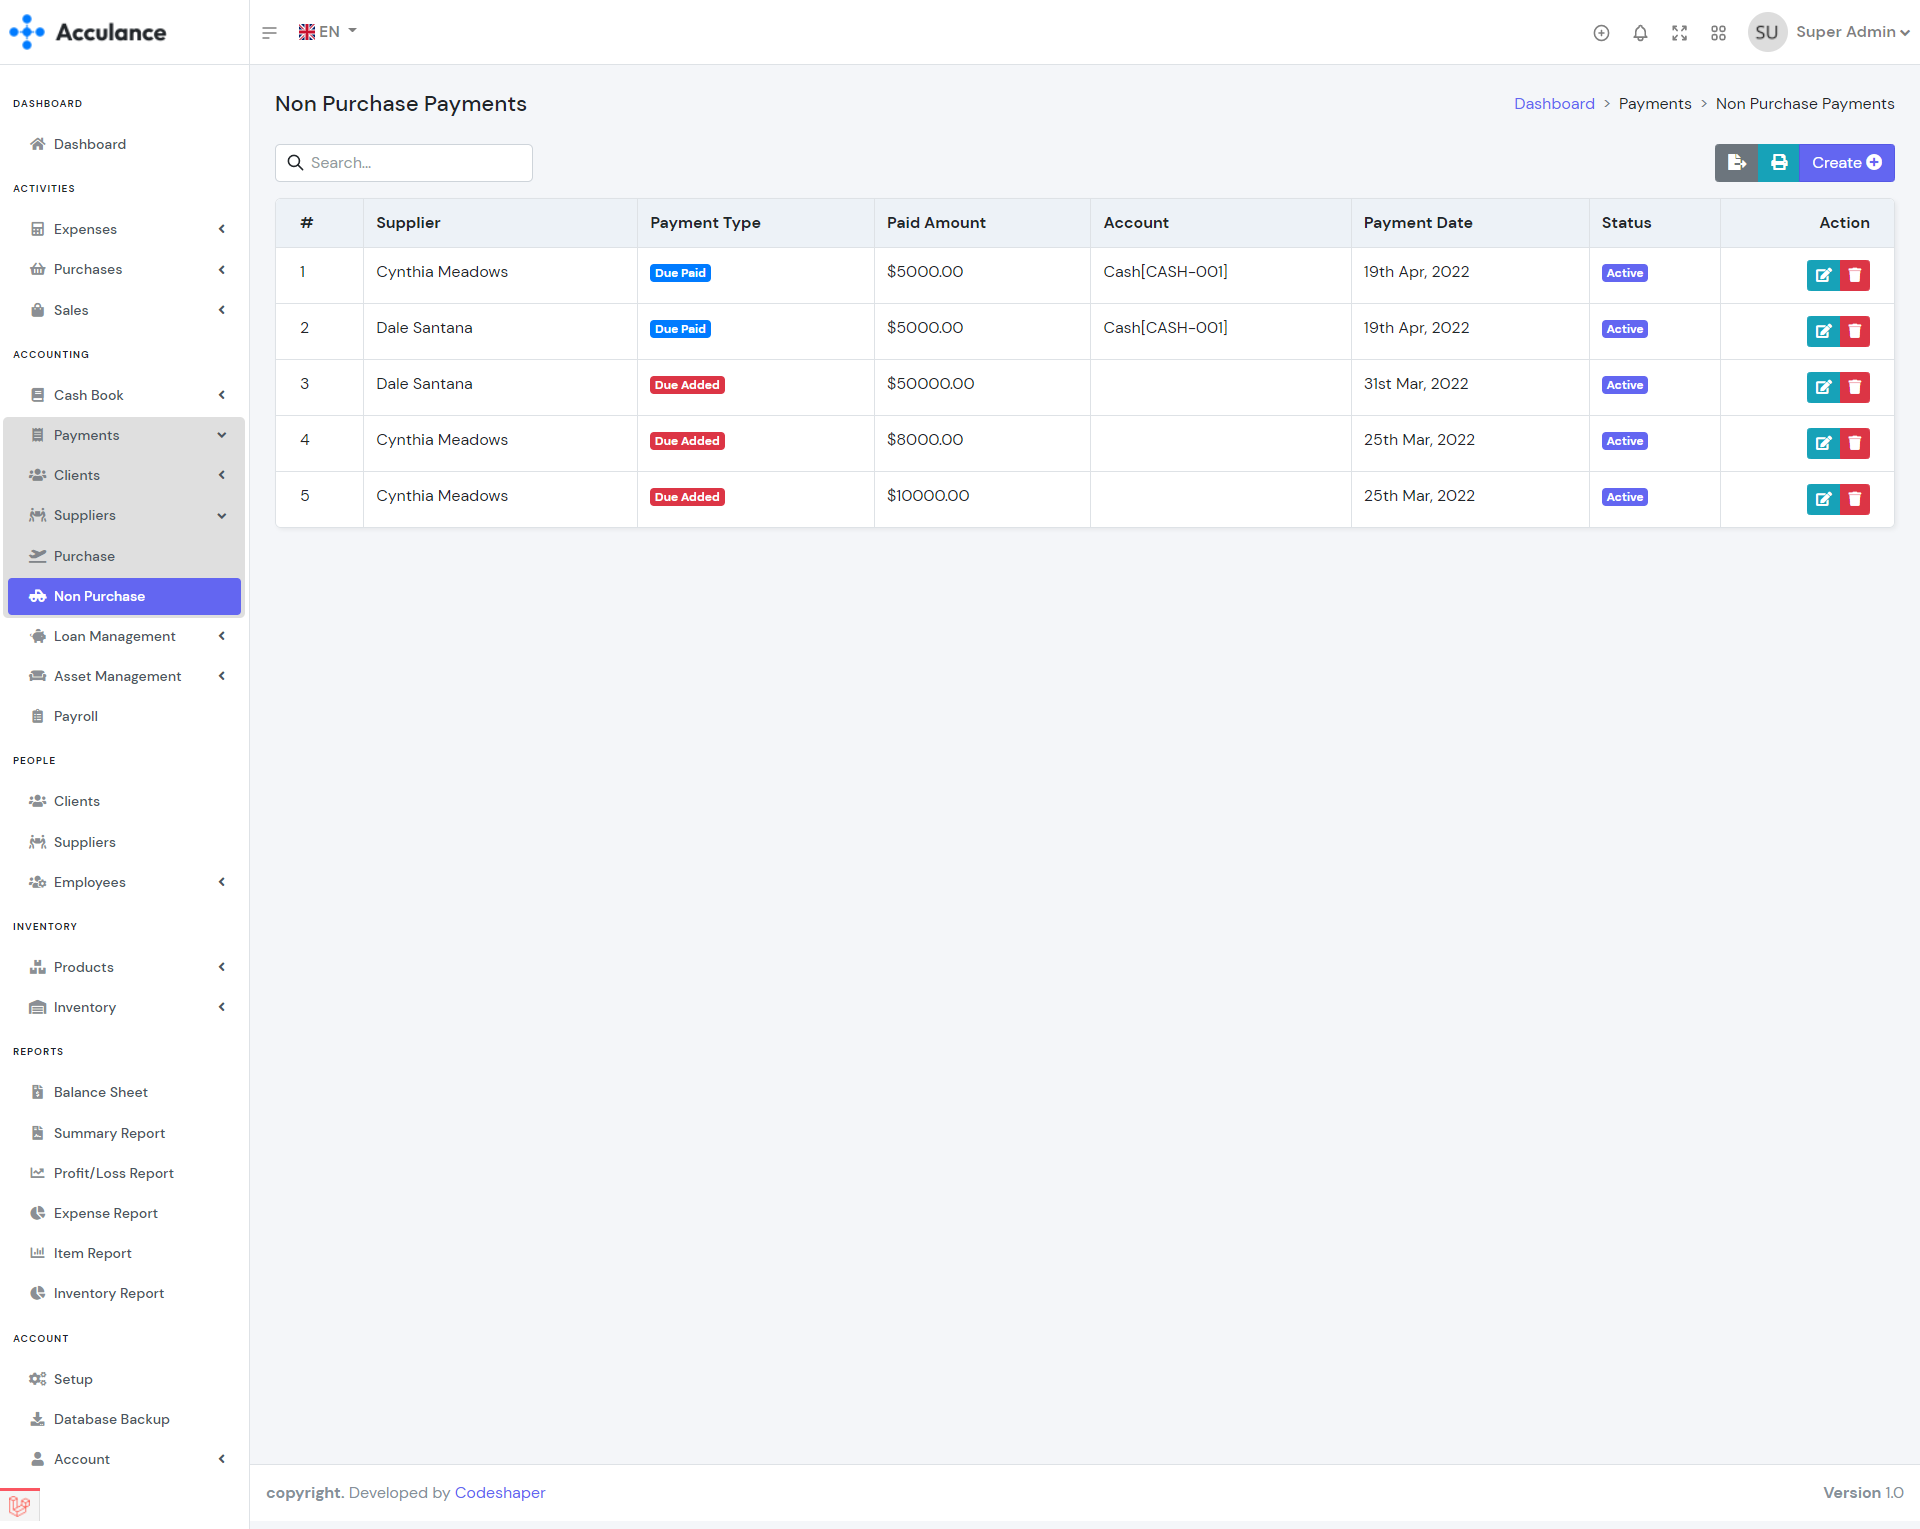 Acculance
EN
SU Super Admin
DASHBOARD
Dashboard
ACTIVITIES
Expenses
Purchases
Sales
ACCOUNTING
Cash Book
Payments
Clients
Suppliers
Purchase
Non Purchase
Loan Management
Asset Management
Payroll
PEOPLE
Clients
Suppliers
Employees
INVENTORY
Products
Inventory
REPORTS
Balance Sheet
Summary Report
Profit/Loss Report
Expense Report
Item Report
Inventory Report
ACCOUNT
Setup
Database Backup
Account
Non Purchase Payments
Dashboard > Payments > Non Purchase Payments
Search...
Create
# Supplier Payment Type Paid Amount Account Payment Date Status Action
1 Cynthia Meadows Due Paid $5000.00 Cash[CASH-001] 19th Apr, 2022 Active
2 Dale Santana Due Paid $5000.00 Cash[CASH-001] 19th Apr, 2022 Active
3 Dale Santana Due Added $50000.00 31st Mar, 2022 Active
4 Cynthia Meadows Due Added $8000.00 25th Mar, 2022 Active
5 Cynthia Meadows Due Added $10000.00 25th Mar, 2022 Active
copyright. Developed by Codeshaper
Version 1.0